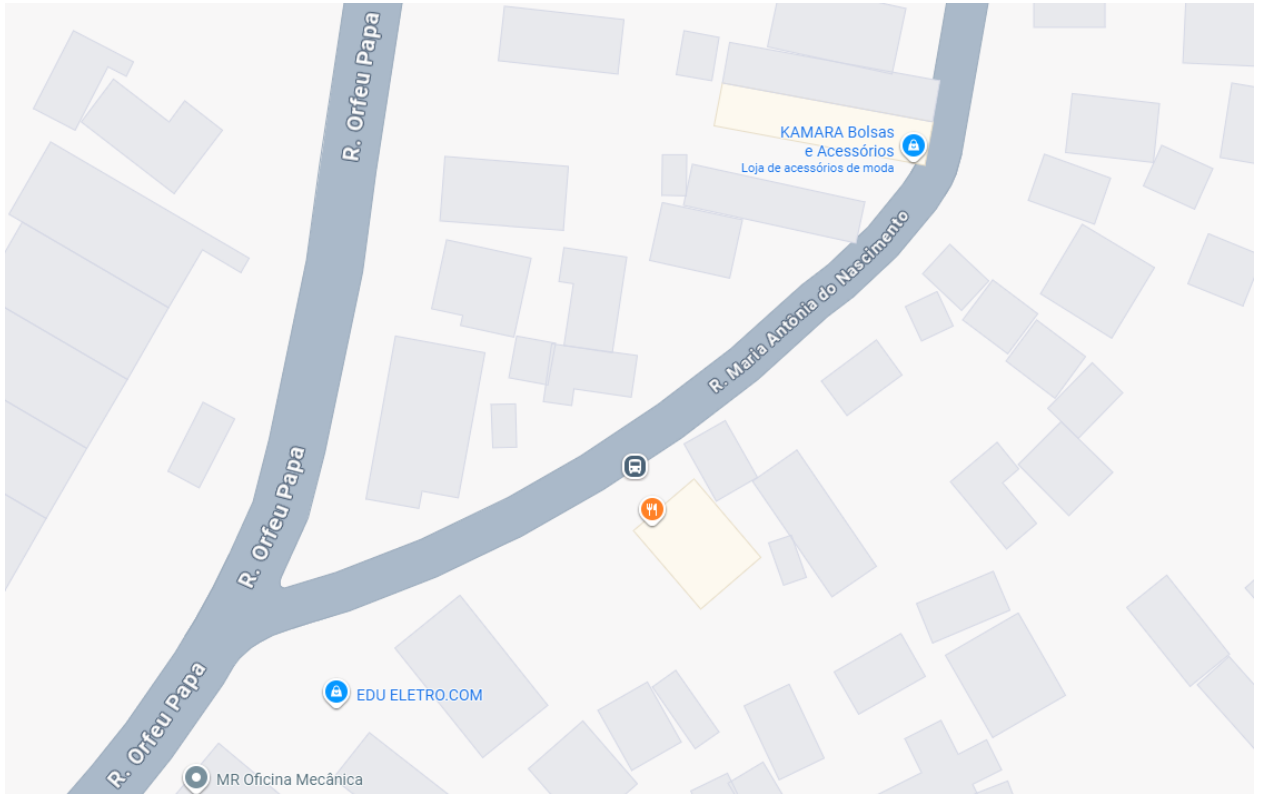 R. Orfeu Papa
KAMARA Bolsas
e Acessórios
Loja de acessórios de moda
R. Maria Antônia do Nascimento
R. Orfeu Papa
EDU ELETRO.COM
R. Orfeu Papa
MR Oficina Mecânica